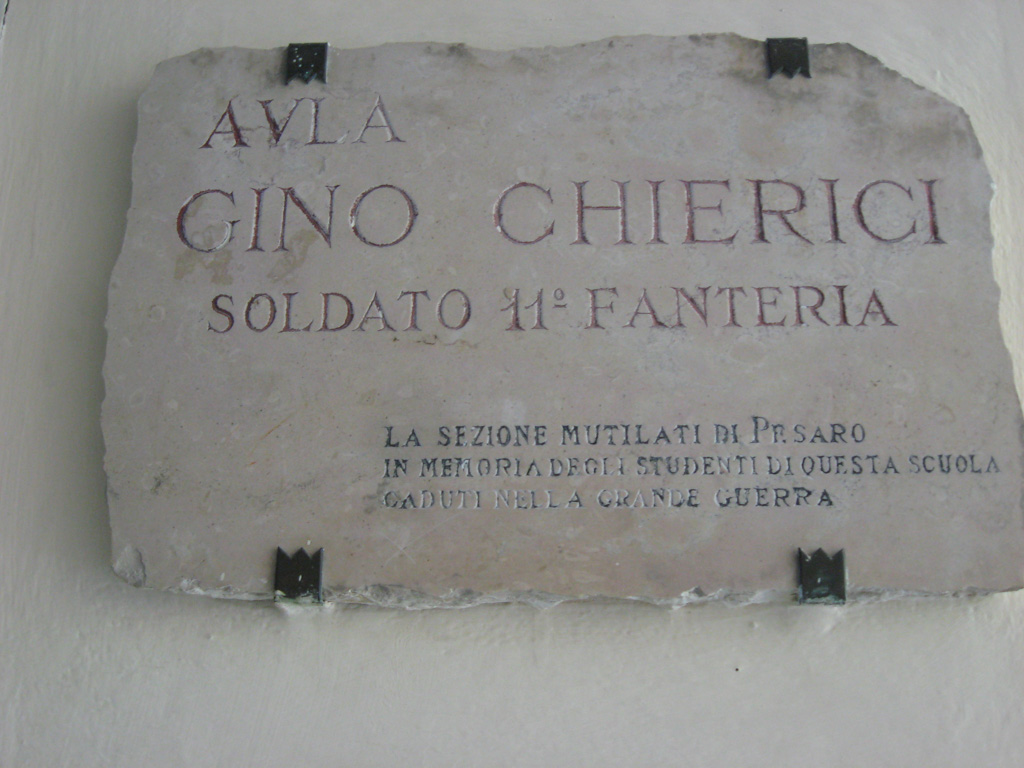 AVLA
GINO CHIERICI
SOLDATO 11º FANTERIA
LA SEZIONE MUTILATI DI PESARO
IN MEMORIA DEGLI STUDENTI DI QUESTA SCUOLA
CADUTI NELLA GRANDE GUERRA